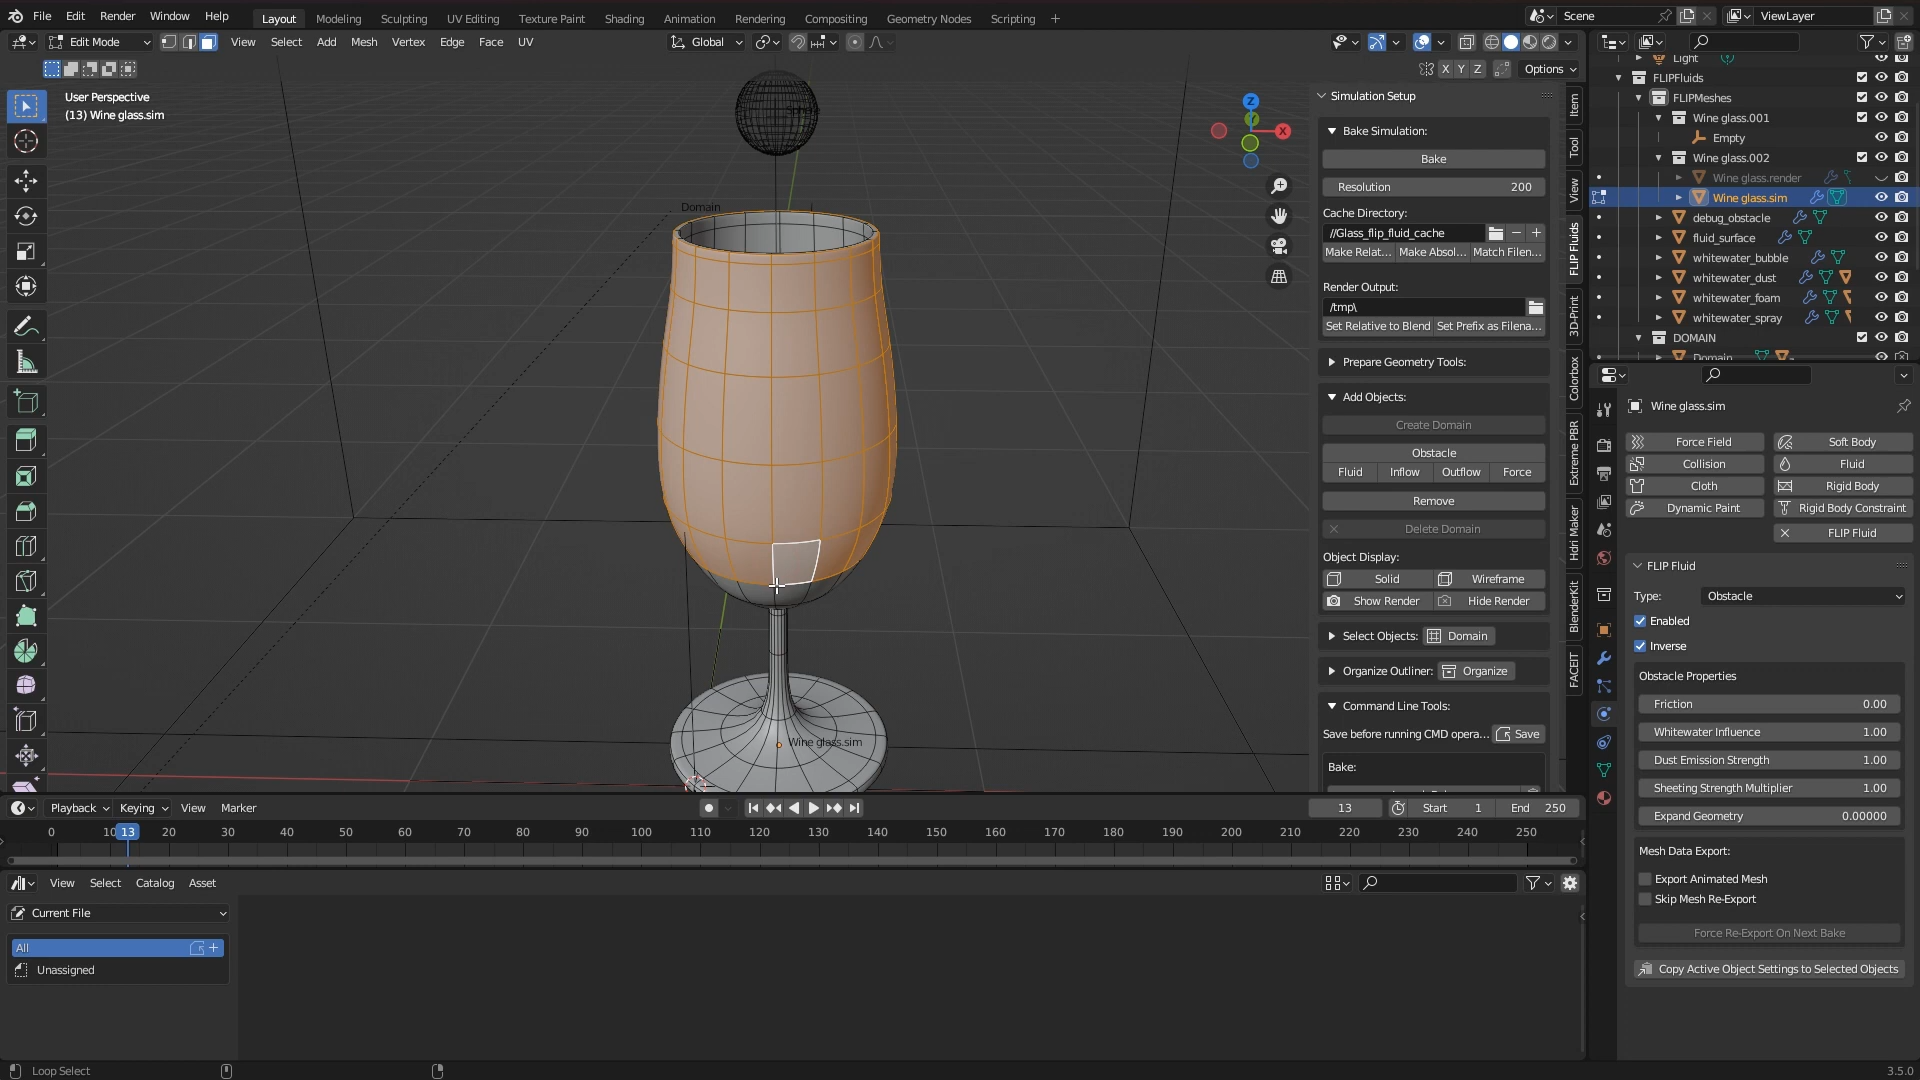 File Edit Render Window Help Layout Modeling Sculpting UV Editing Texture Paint Shading Animation Rendering Compositing Geometry Nodes Scripting + Scene ViewLayer
Edit Mode View Select Add Mesh Vertex Edge Face UV Global
X Y Z Options
User Perspective
(13) Wine glass.sim
Domain
Wine glass.sim
Z
X
Simulation Setup
Bake Simulation:
Bake
Resolution 200
Cache Directory:
//Glass_flip_fluid_cache
Make Relat... Make Absol... Match Filen...
Render Output:
/tmp\
Set Relative to Blend Set Prefix as Filena...
Prepare Geometry Tools:
Add Objects:
Create Domain
Obstacle
Fluid Inflow Outflow Force
Remove
Delete Domain
Object Display:
Solid Wireframe
Show Render Hide Render
Select Objects: Domain
Organize Outliner: Organize
Command Line Tools:
Save before running CMD opera... Save
Bake:
Item
Tool
View
FLIP Fluids
3D-Print
Colorbox
Extreme PBR
Hdri Maker
BlenderKit
FACEIT
Light
FLIPFluids
FLIPMeshes
Wine glass.001
Empty
Wine glass.002
Wine glass.render
Wine glass.sim
debug_obstacle
fluid_surface
whitewater_bubble
whitewater_dust
whitewater_foam
whitewater_spray
DOMAIN
Domain
Wine glass.sim
Force Field Soft Body
Collision Fluid
Cloth Rigid Body
Dynamic Paint Rigid Body Constraint
FLIP Fluid
FLIP Fluid
Type: Obstacle
Enabled
Inverse
Obstacle Properties
Friction 0.00
Whitewater Influence 1.00
Dust Emission Strength 1.00
Sheeting Strength Multiplier 1.00
Expand Geometry 0.00000
Mesh Data Export:
Export Animated Mesh
Skip Mesh Re-Export
Force Re-Export On Next Bake
Copy Active Object Settings to Selected Objects
Playback Keying View Marker 13 Start 1 End 250
0 10 13 20 30 40 50 60 70 80 90 100 110 120 130 140 150 160 170 180 190 200 210 220 230 240 250
View Select Catalog Asset
Current File
All
Unassigned
Loop Select 3.5.0